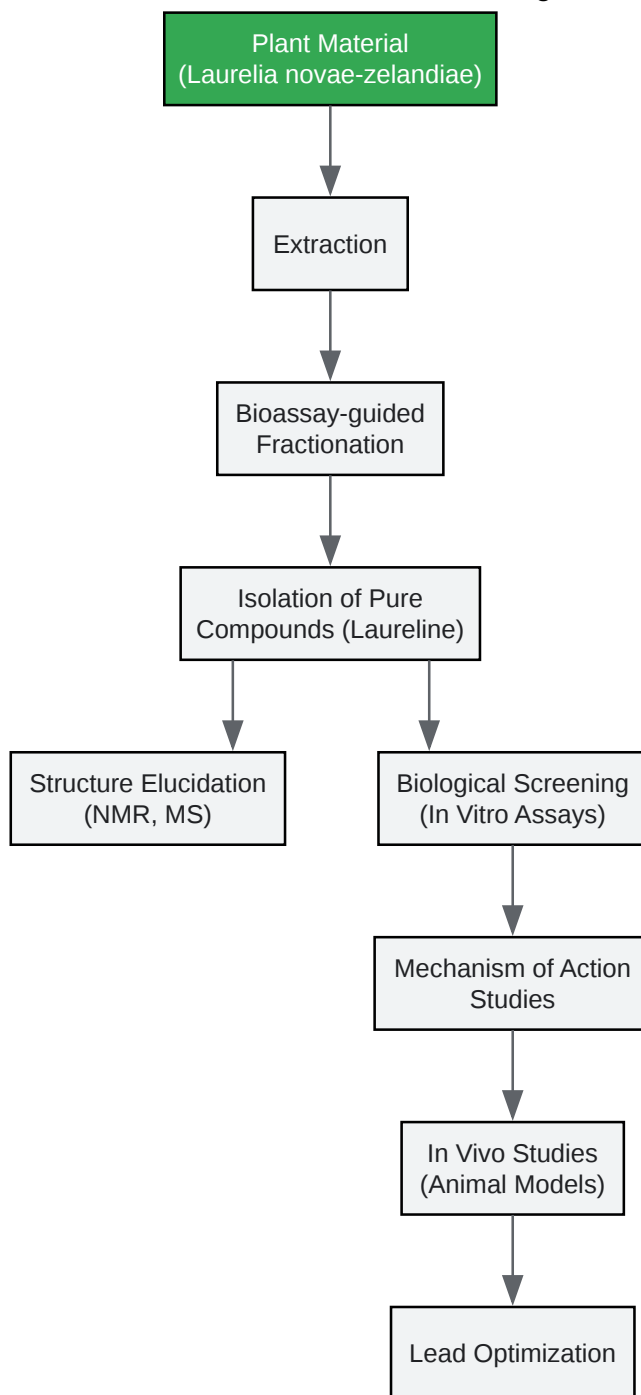 Plant Material
(Laurelia novae-zelandiae)
Extraction
Bioassay-guided
Fractionation
Isolation of Pure
Compounds (Laureline)
Structure Elucidation
(NMR, MS)
Biological Screening
(In Vitro Assays)
Mechanism of Action
Studies
In Vivo Studies
(Animal Models)
Lead Optimization